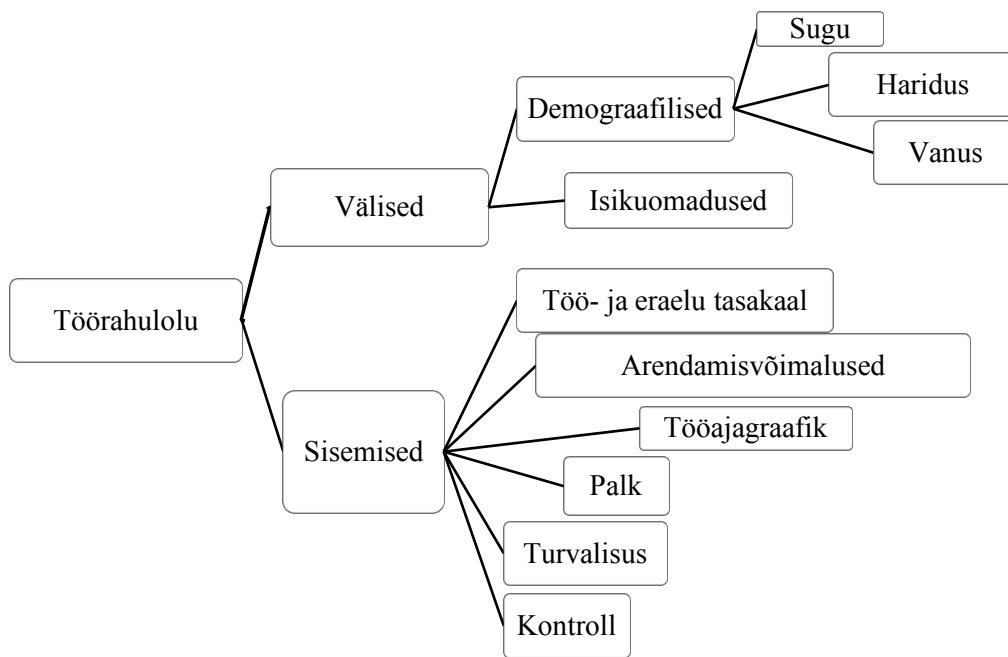 Sugu
Haridus
Demograafilised
Vanus
Välised
Isikuomadused
Töörahulolu
Töö- ja eraelu tasakaal
Arendamisvõimalused
Tööajagraafik
Sisemised
Palk
Turvalisus
Kontroll